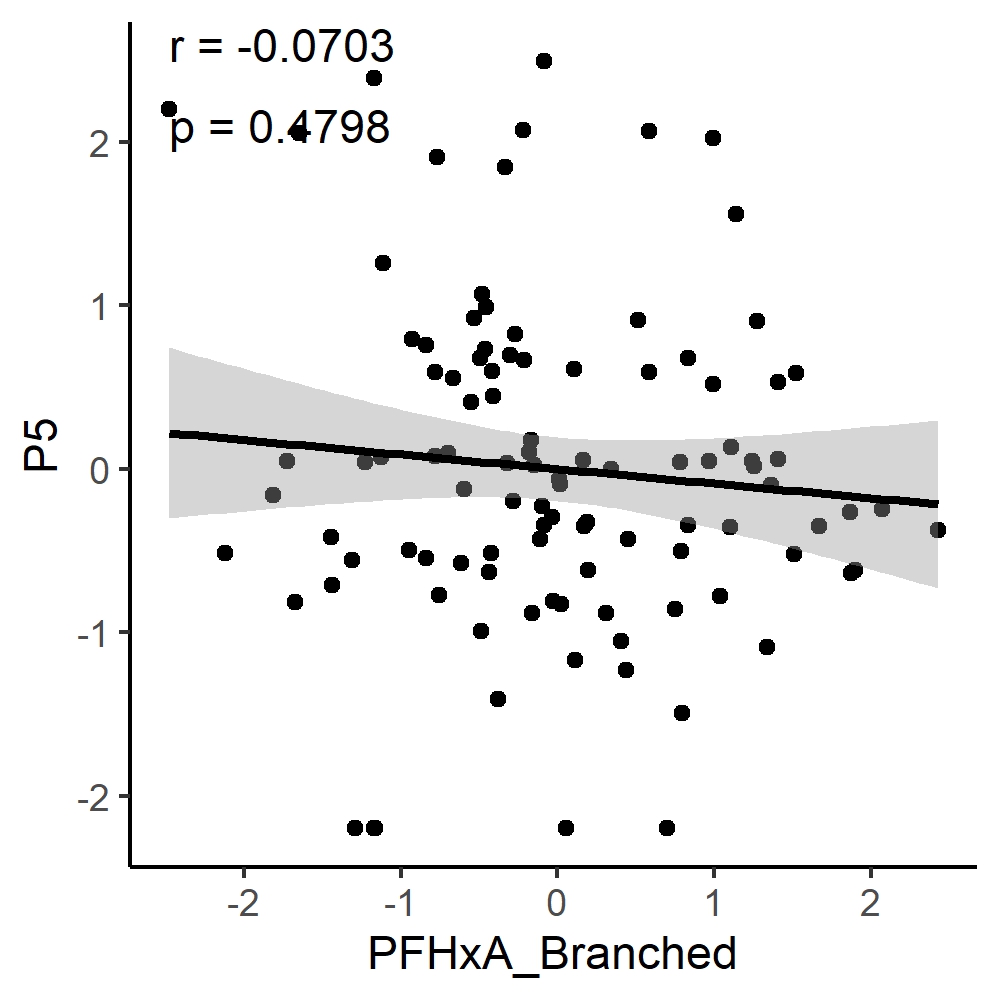 r = -0.0703
p = 0.4798
2
1
0
-1
-2
P5
-2 -1 0 1 2
PFHxA_Branched